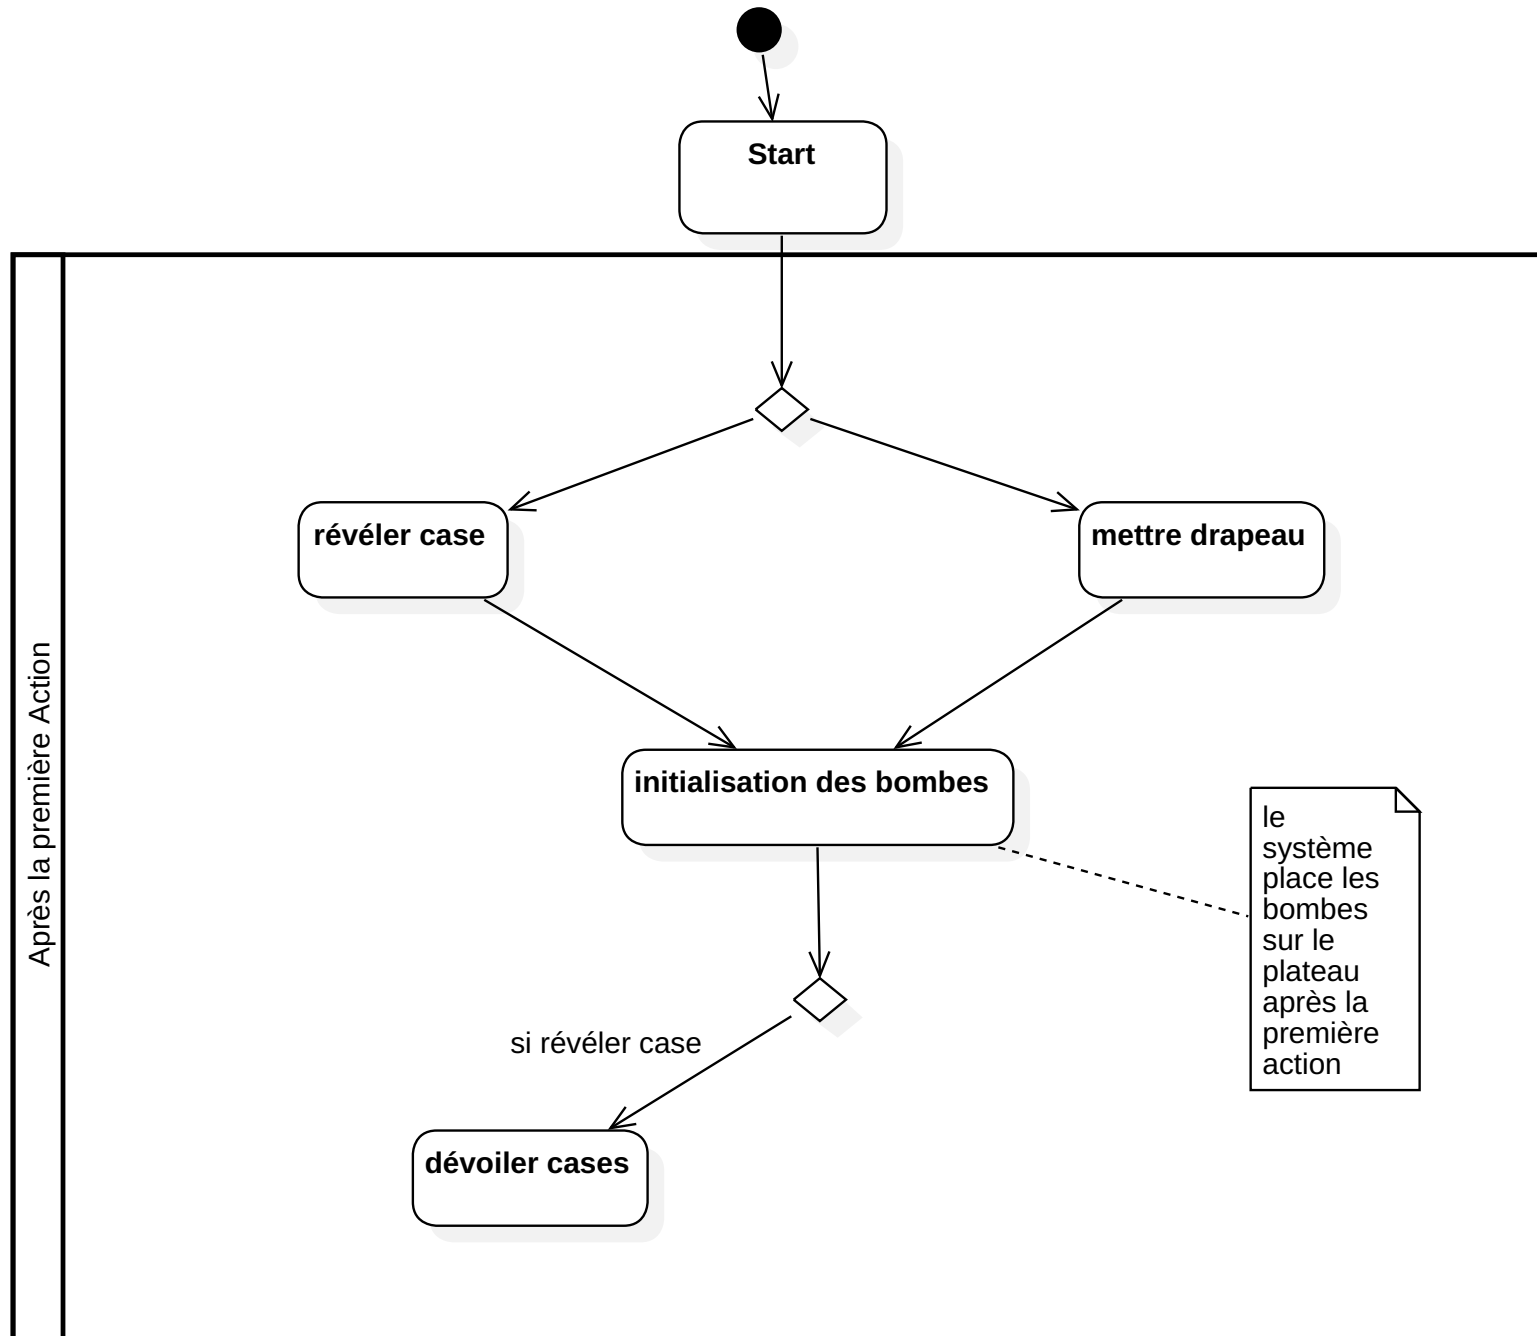 Start
révéler case
mettre drapeau
Après la première Action
initialisation des bombes
le
système
place les
bombes
sur le
plateau
après la
première
action
si révéler case
dévoiler cases